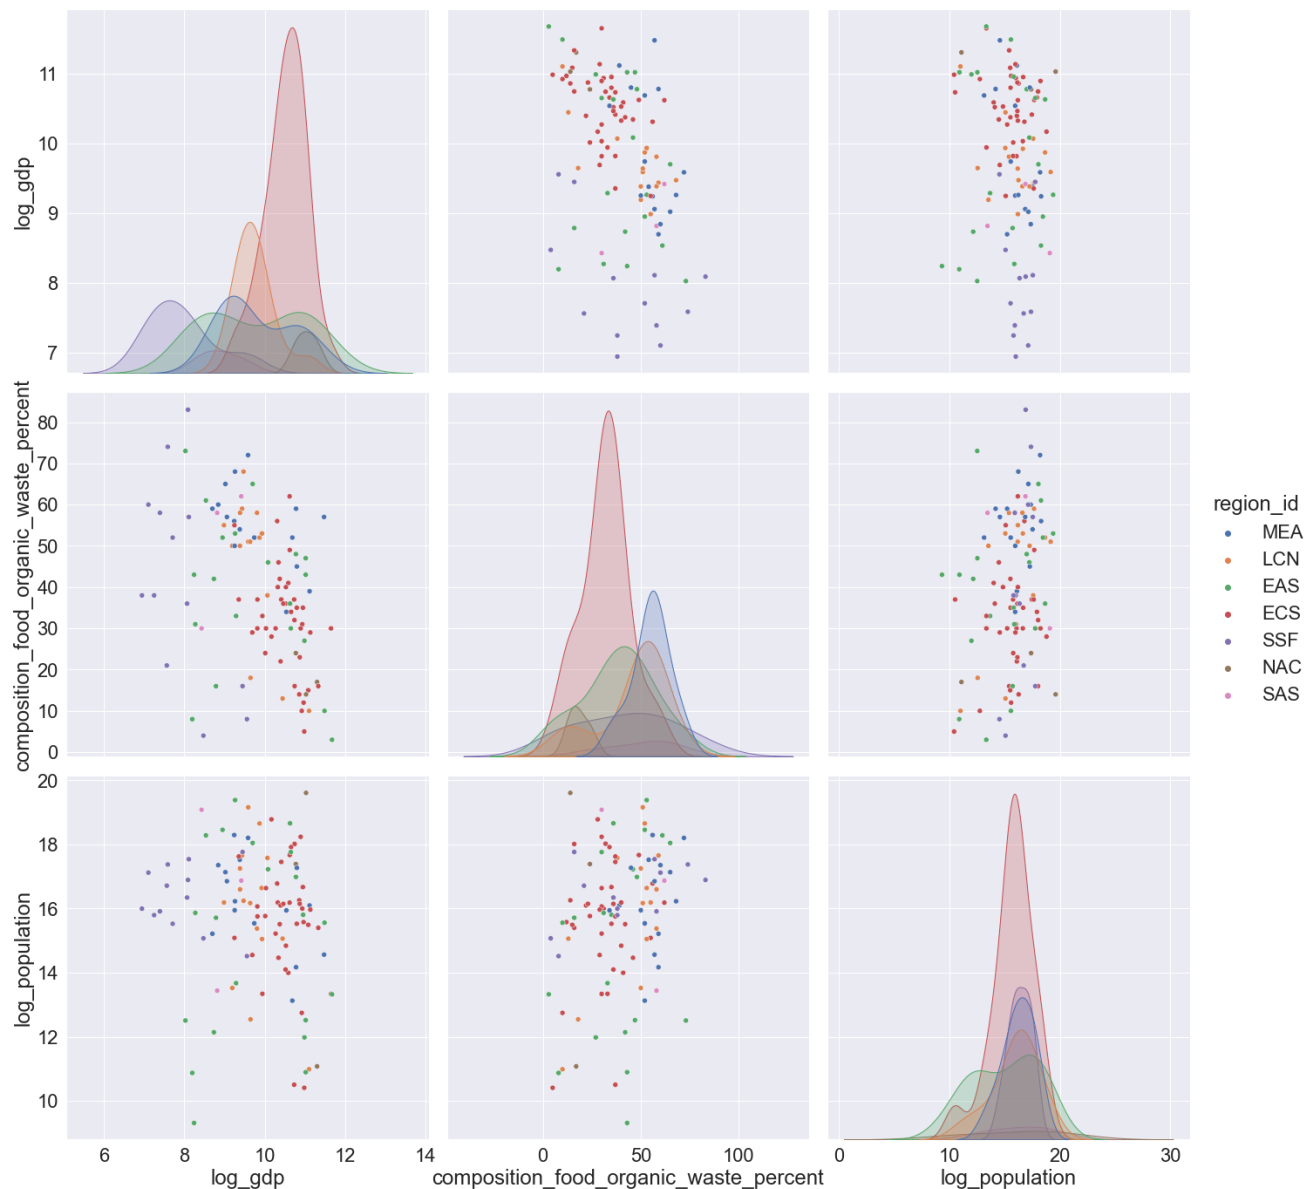 log_gdp
11
10
9
8
7
composition_food_organic_waste_percent
80
70
60
50
40
30
20
10
0
log_population
20
18
16
14
12
10
6 8 10 12 14
log_gdp
0 50 100
composition_food_organic_waste_percent
0 10 20 30
log_population
region_id
MEA
LCN
EAS
ECS
SSF
NAC
SAS